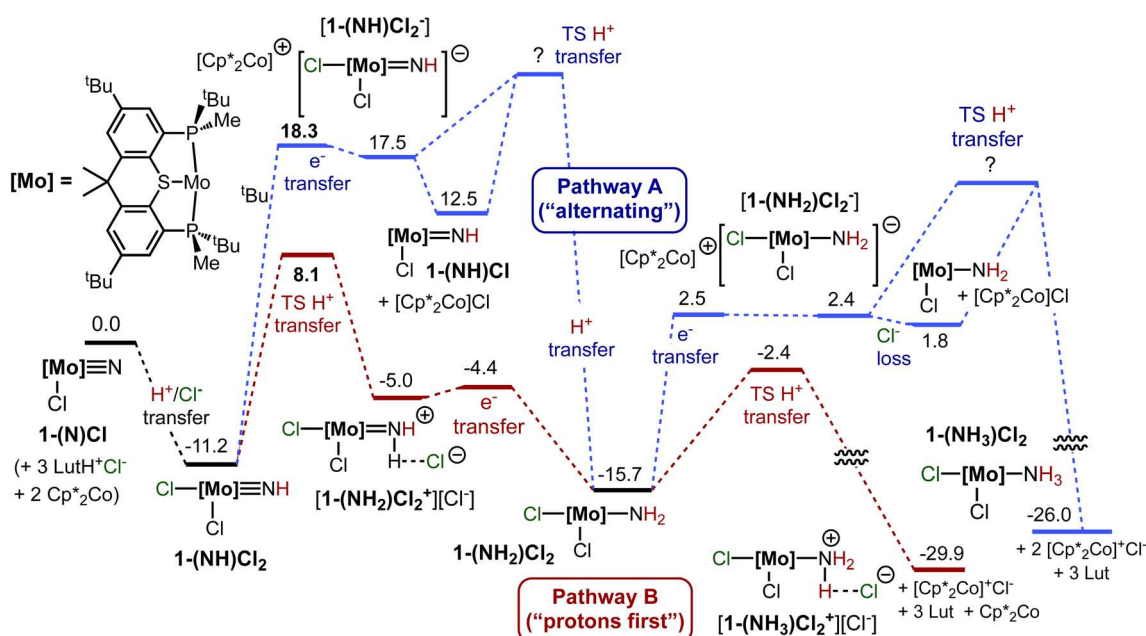 [1-(NH)Cl2-]
[Cp*2Co]⊕
Cl–[Mo]=NH ⊖
Cl
TS H+
transfer
?
tBu
tBu
P
Me
[Mo] =
S
Mo
P
tBu
Me
tBu
tBu
18.3
e-
transfer
17.5
12.5
[Mo]=NH
Cl
1-(NH)Cl
+ [Cp*2Co]Cl
Pathway A
("alternating")
TS H+
transfer
?
[1-(NH2)Cl2-]
[Cp*2Co]⊕
Cl–[Mo]–NH2 ⊖
Cl
[Mo]–NH2
Cl
+ [Cp*2Co]Cl
8.1
TS H+
transfer
H+
transfer
2.5
e-
transfer
2.4
Cl-
loss
1.8
0.0
[Mo]≡N
Cl
1-(N)Cl
(+ 3 LutH+Cl-
+ 2 Cp*2Co)
H+/Cl-
transfer
-11.2
Cl–[Mo]≡NH
Cl
1-(NH)Cl2
-5.0
-4.4
e-
transfer
Cl–[Mo]=NH ⊕
Cl
H---Cl ⊖
[1-(NH2)Cl2+][Cl-]
-15.7
Cl–[Mo]–NH2
Cl
1-(NH2)Cl2
-2.4
TS H+
transfer
1-(NH3)Cl2
Cl–[Mo]–NH3
Cl
-26.0
+ 2 [Cp*2Co]+Cl-
+ 3 Lut
Pathway B
("protons first")
Cl–[Mo]–NH2 ⊕
Cl
H---Cl ⊖
[1-(NH3)Cl2+][Cl-]
-29.9
+ [Cp*2Co]+Cl-
+ 3 Lut + Cp*2Co